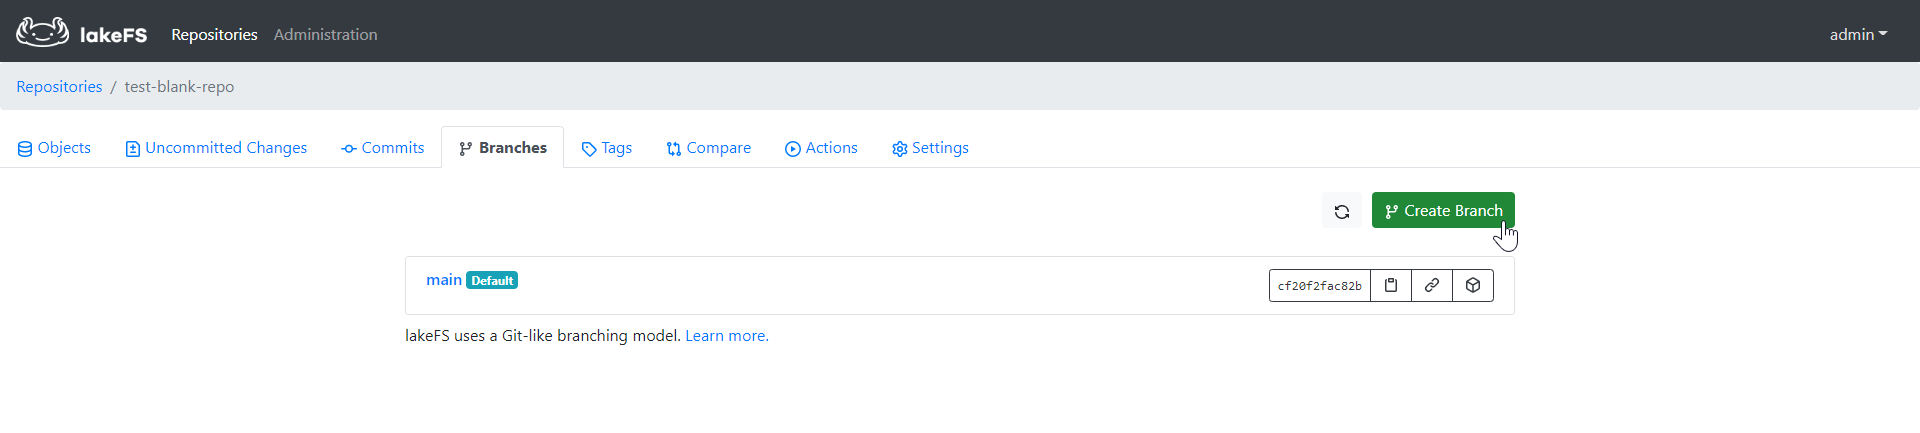 lakeFS Repositories Administration admin
Repositories / test-blank-repo
Objects Uncommitted Changes Commits Branches Tags Compare Actions Settings
Create Branch
main Default cf20f2fac82b
lakeFS uses a Git-like branching model. Learn more.